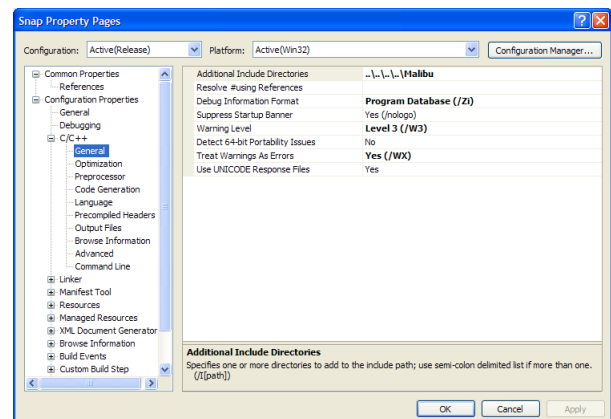 Snap Property Pages
Configuration: Active(Release) Platform: Active(Win32) Configuration Manager...
Common Properties
References
Configuration Properties
General
Debugging
C/C++
General
Optimization
Preprocessor
Code Generation
Language
Precompiled Headers
Output Files
Browse Information
Advanced
Command Line
Linker
Manifest Tool
Resources
Managed Resources
XML Document Generator
Browse Information
Build Events
Custom Build Step
Additional Include Directories ..\..\..\..\Malibu
Resolve #using References
Debug Information Format Program Database (/Zi)
Suppress Startup Banner Yes (/nologo)
Warning Level Level 3 (/W3)
Detect 64-bit Portability Issues No
Treat Warnings As Errors Yes (/WX)
Use UNICODE Response Files Yes
Additional Include Directories
Specifies one or more directories to add to the include path; use semi-colon delimited list if more than one.
(/I[path])
OK Cancel Apply